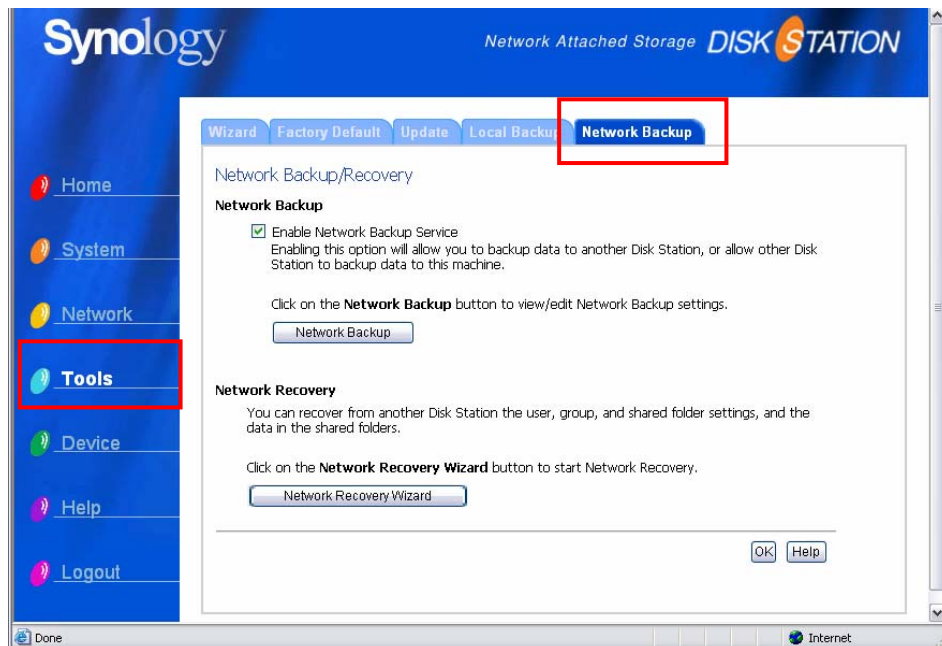 Synology
Network Attached Storage DISK STATION
Wizard Factory Default Update Local Backup Network Backup
Home
System
Network
Tools
Device
Help
Logout
Network Backup/Recovery
Network Backup
Enable Network Backup Service
Enabling this option will allow you to backup data to another Disk Station, or allow other Disk
Station to backup data to this machine.
Click on the Network Backup button to view/edit Network Backup settings.
Network Backup
Network Recovery
You can recover from another Disk Station the user, group, and shared folder settings, and the
data in the shared folders.
Click on the Network Recovery Wizard button to start Network Recovery.
Network Recovery Wizard
OK Help
Done Internet